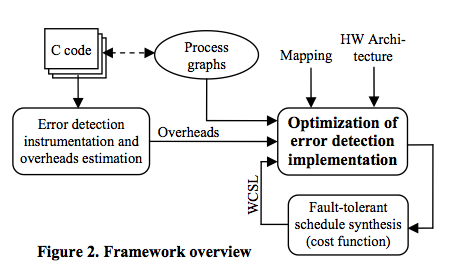 C code
Process
graphs
Mapping
HW Archi-
tecture
Error detection
instrumentation and
overheads estimation
Overheads
Optimization of
error detection
implementation
WCSL
Fault-tolerant
schedule synthesis
(cost function)
Figure 2. Framework overview